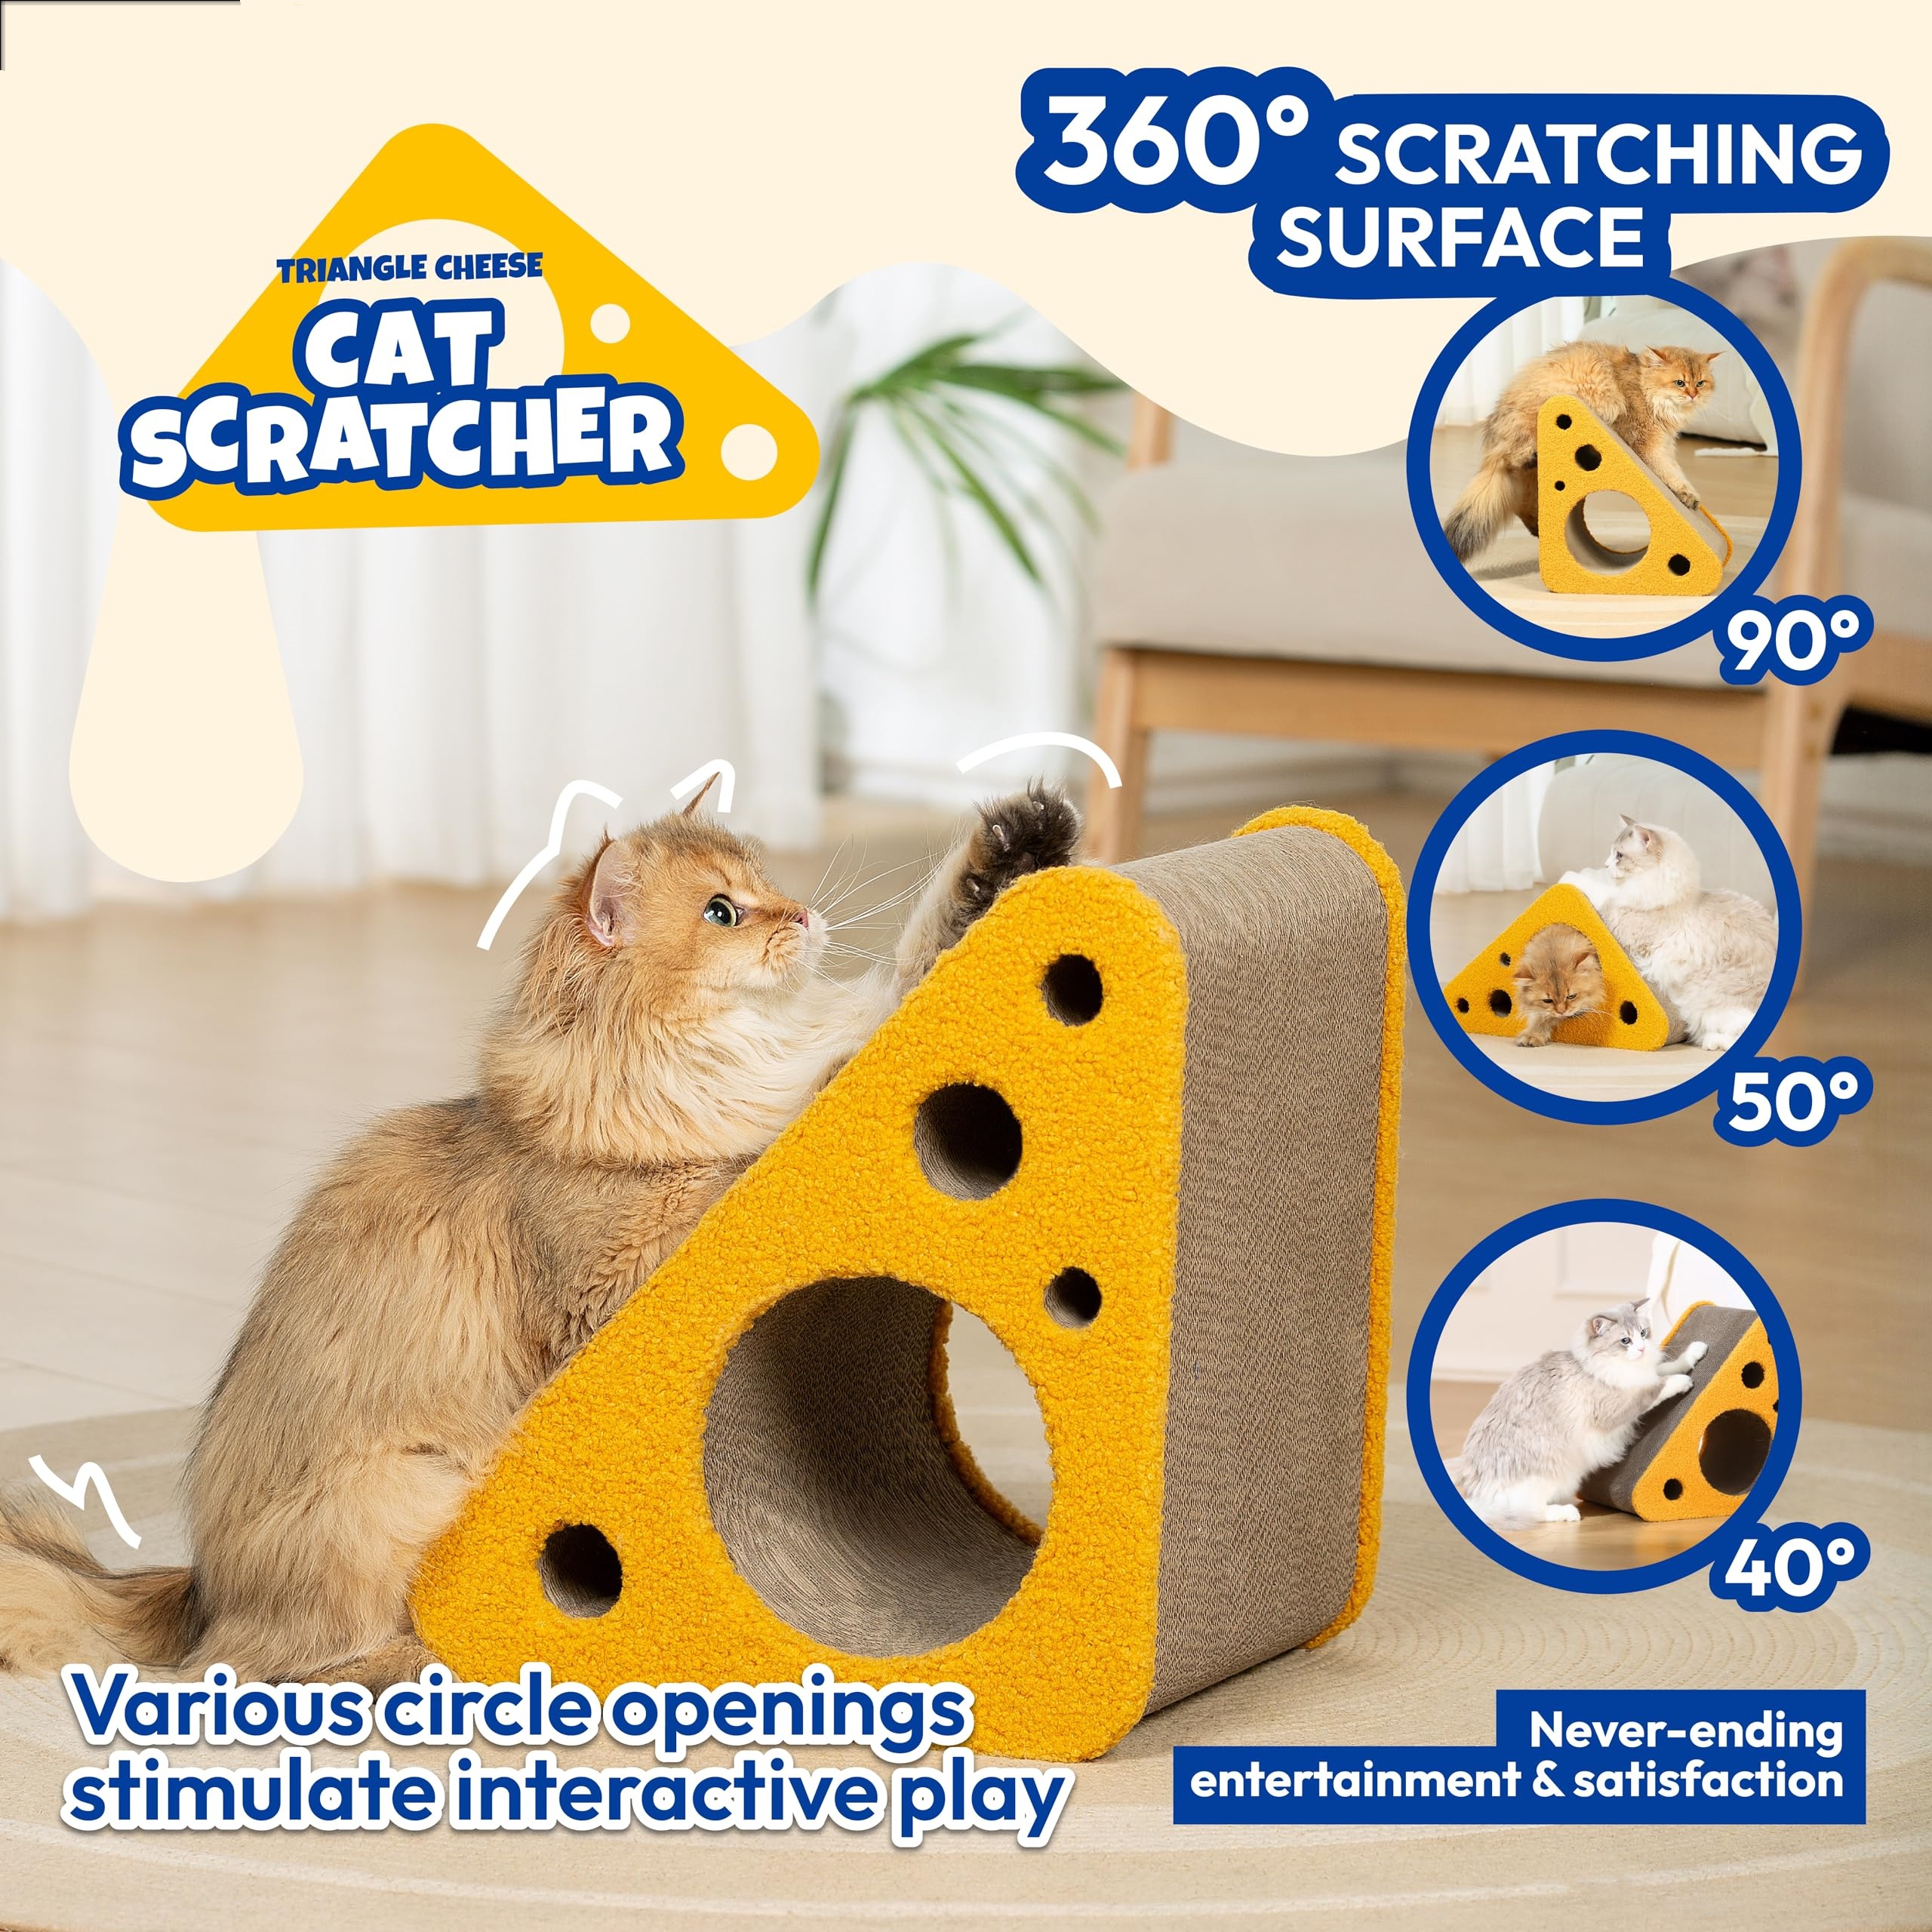 TRIANGLE CHEESE
CAT
SCRATCHER
360° SCRATCHING
SURFACE
90°
50°
40°
Various circle openings
stimulate interactive play
Never-ending
entertainment & satisfaction